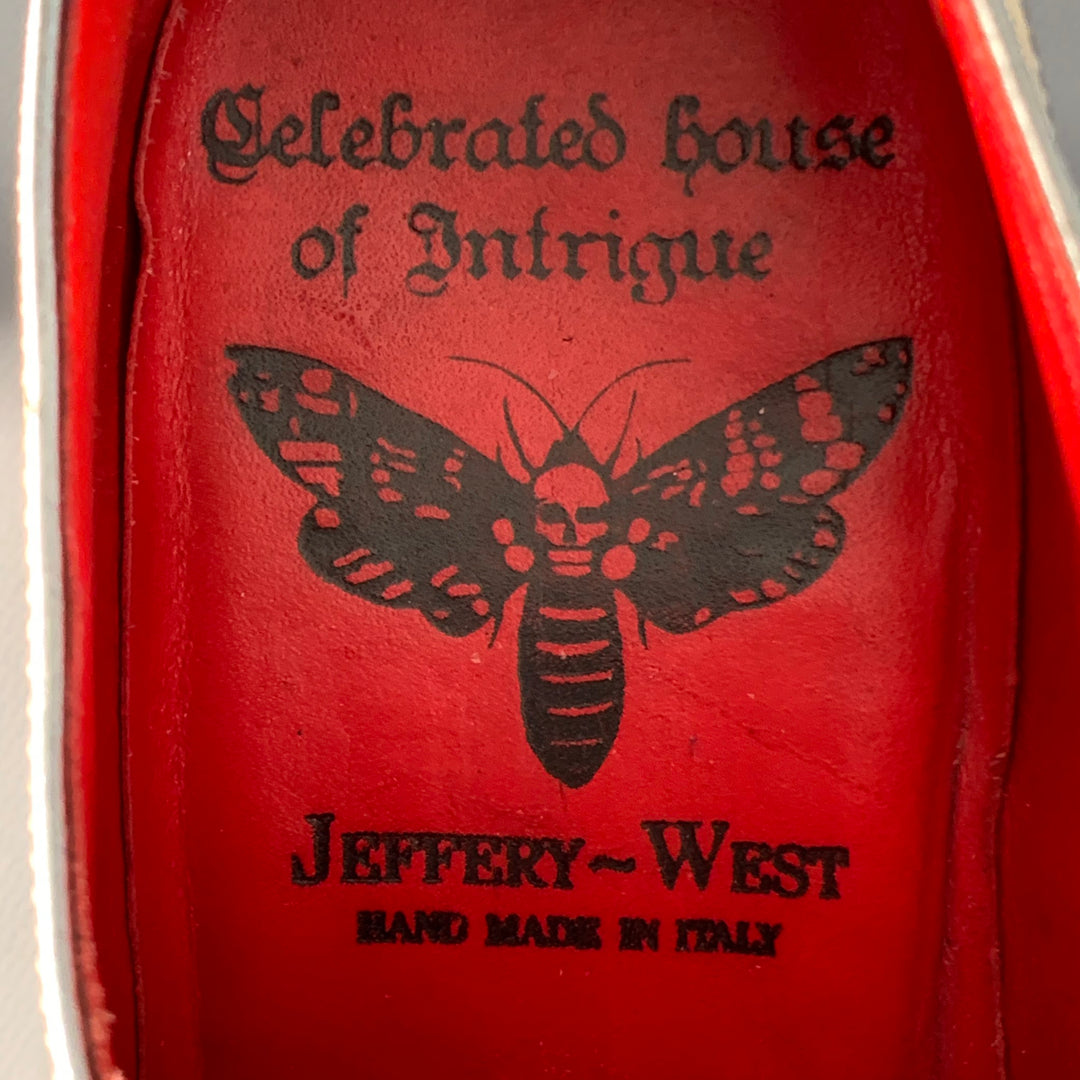 Celebrated house
of Intrigue
JEFFERY~WEST
HAND MADE IN ITALY